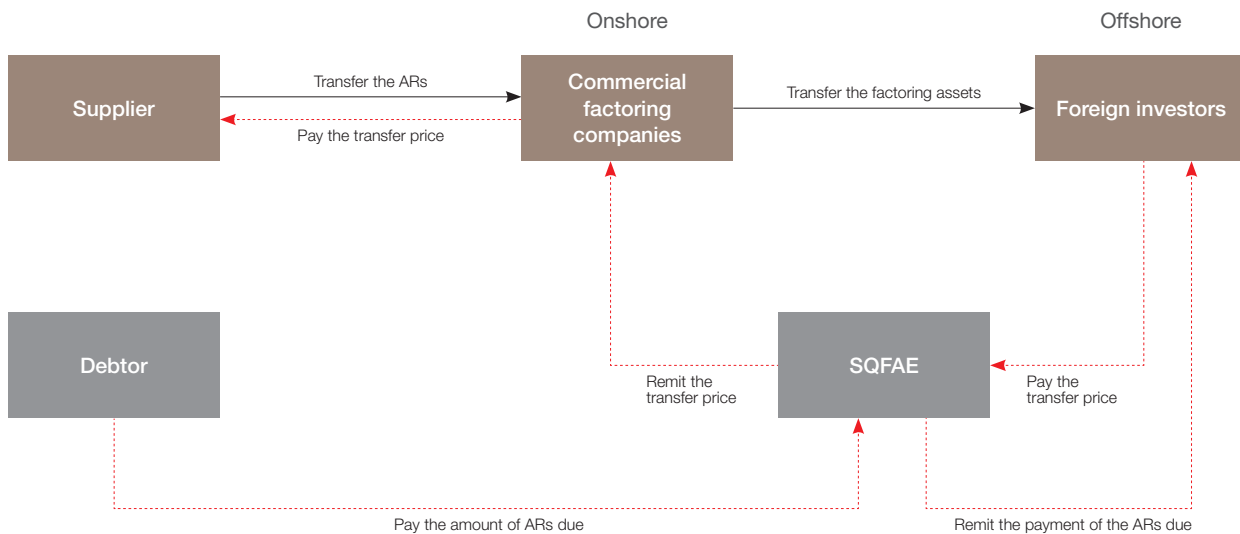 Onshore
Offshore
Supplier
Transfer the ARs
Pay the transfer price
Commercial
factoring
companies
Transfer the factoring assets
Foreign investors
Debtor
Remit the
transfer price
SQFAE
Pay the
transfer price
Pay the amount of ARs due
Remit the payment of the ARs due